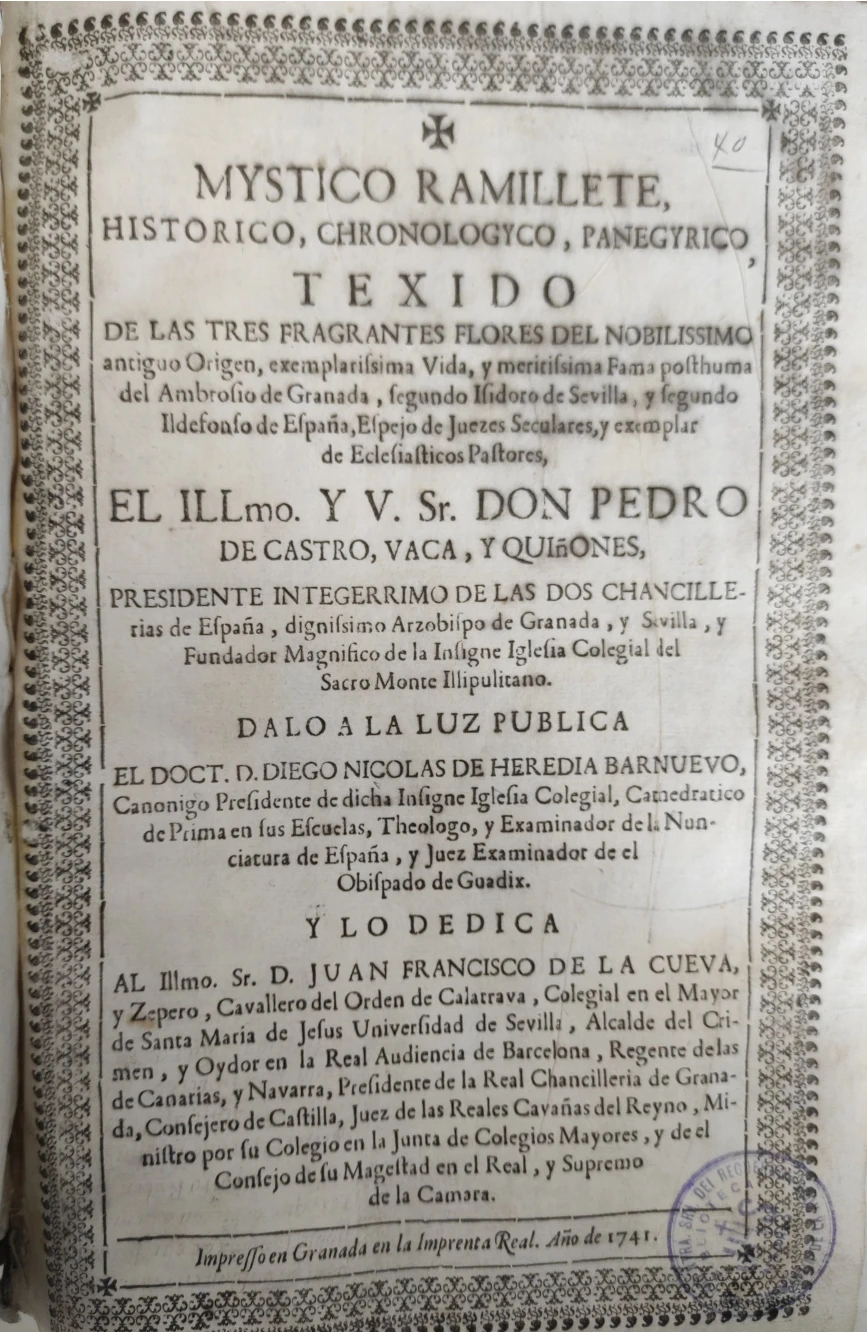 40
MYSTICO RAMILLETE,
HISTORICO, CHRONOLOGYCO, PANEGYRICO,
TEXIDO
DE LAS TRES FRAGRANTES FLORES DEL NOBILISSIMO
antiguo Origen, exemplariſsima Vida, y meritiſsima Fama poſthuma
del Ambroſio de Granada, ſegundo Iſidoro de Sevilla, y ſegundo
Ildefonſo de Eſpaña, Eſpejo de Juezes Seculares, y exemplar
de Ecleſiaſticos Paſtores,
EL ILLmo. Y V. Sr. DON PEDRO
DE CASTRO, VACA, Y QUIñONES,
PRESIDENTE INTEGERRIMO DE LAS DOS CHANCILLE-
rias de Eſpaña, digniſsimo Arzobiſpo de Granada, y Sevilla, y
Fundador Magnifico de la Inſigne Igleſia Colegial del
Sacro Monte Illipulitano.
DALO A LA LUZ PUBLICA
EL DOCT. D. DIEGO NICOLAS DE HEREDIA BARNUEVO,
Canonigo Preſidente de dicha Inſigne Igleſia Colegial, Catedratico
de Prima en ſus Eſcuelas, Theologo, y Examinador de la Nun-
ciatura de Eſpaña, y Juez Examinador de el
Obiſpado de Guadix.
Y LO DEDICA
AL Illmo. Sr. D. JUAN FRANCISCO DE LA CUEVA,
y Zepero, Cavallero del Orden de Calatrava, Colegial en el Mayor
de Santa Maria de Jeſus Univerſidad de Sevilla, Alcalde del Cri-
men, y Oydor en la Real Audiencia de Barcelona, Regente delas
de Canarias, y Navarra, Preſidente de la Real Chancilleria de Grana-
da, Conſejero de Caſtilla, Juez de las Reales Cavañas del Reyno, Mi-
niſtro por ſu Colegio en la Junta de Colegios Mayores, y de el
Conſejo de ſu Mageſtad en el Real, y Supremo
de la Camara.
Impreſſo en Granada en la Imprenta Real. Año de 1741.